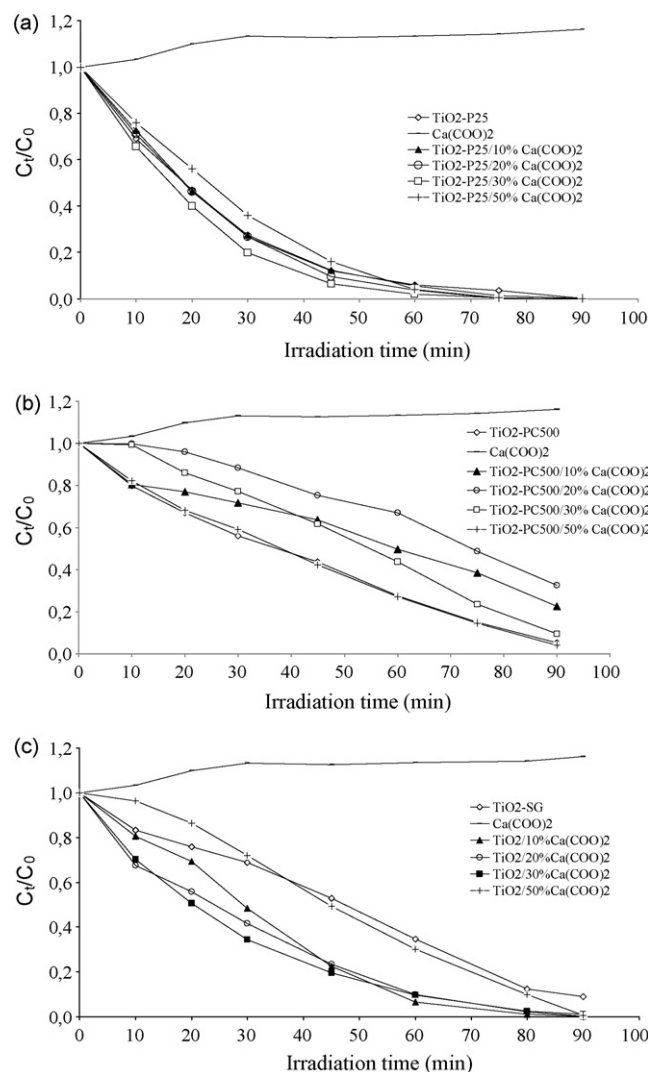 (a)
1,2
1,0
0,8
0,6
0,4
0,2
0,0
Ct/C0
TiO2-P25
Ca(COO)2
TiO2-P25/10% Ca(COO)2
TiO2-P25/20% Ca(COO)2
TiO2-P25/30% Ca(COO)2
TiO2-P25/50% Ca(COO)2
0 10 20 30 40 50 60 70 80 90 100
Irradiation time (min)
(b)
1,2
1,0
0,8
0,6
0,4
0,2
0,0
Ct/C0
TiO2-PC500
Ca(COO)2
TiO2-PC500/10% Ca(COO)2
TiO2-PC500/20% Ca(COO)2
TiO2-PC500/30% Ca(COO)2
TiO2-PC500/50% Ca(COO)2
0 10 20 30 40 50 60 70 80 90 100
Irradiation time (min)
(c)
1,2
1,0
0,8
0,6
0,4
0,2
0,0
Ct/C0
TiO2-SG
Ca(COO)2
TiO2/10%Ca(COO)2
TiO2/20%Ca(COO)2
TiO2/30%Ca(COO)2
TiO2/50%Ca(COO)2
0 10 20 30 40 50 60 70 80 90 100
Irradiation time (min)